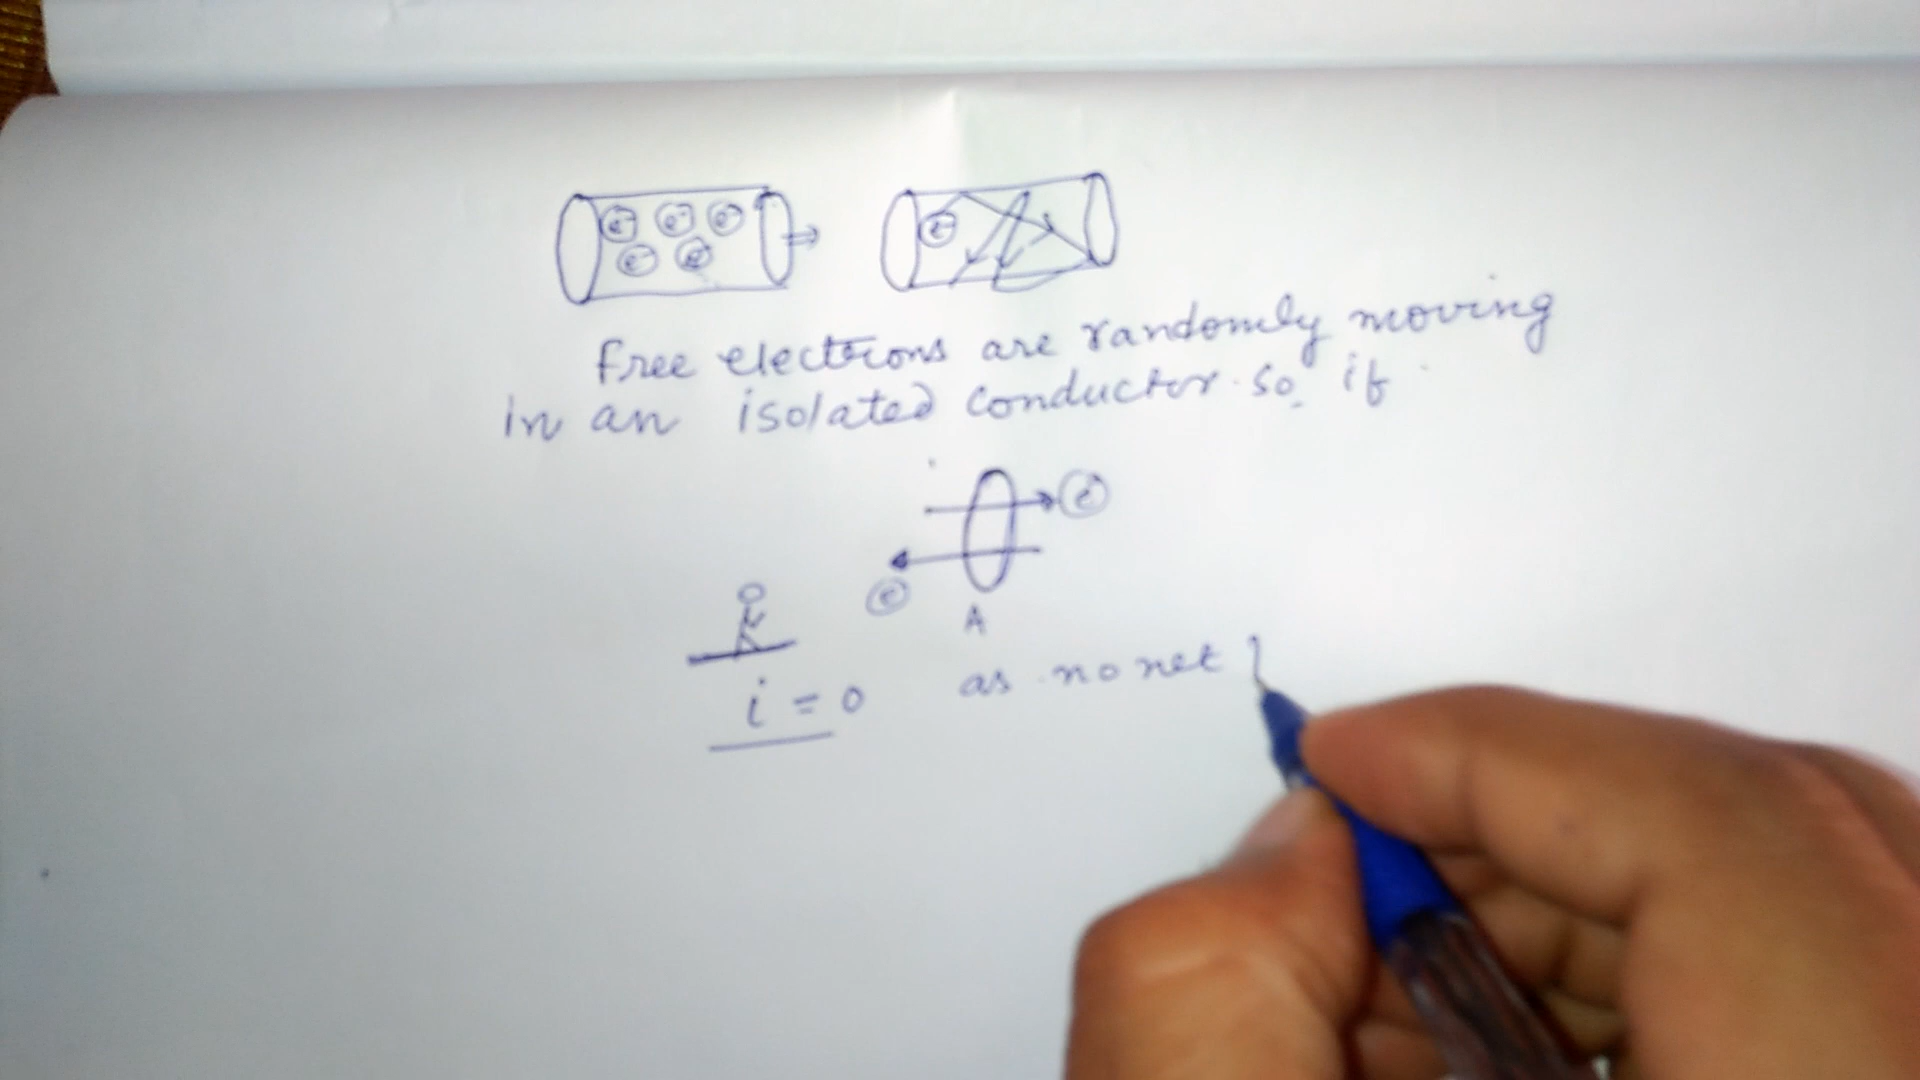 e⁻ e⁻ e⁻ e⁻
e⁻ e⁻
free electrons are randomly moving
in an isolated conductor. so if
e
e
A
i = 0 as no net